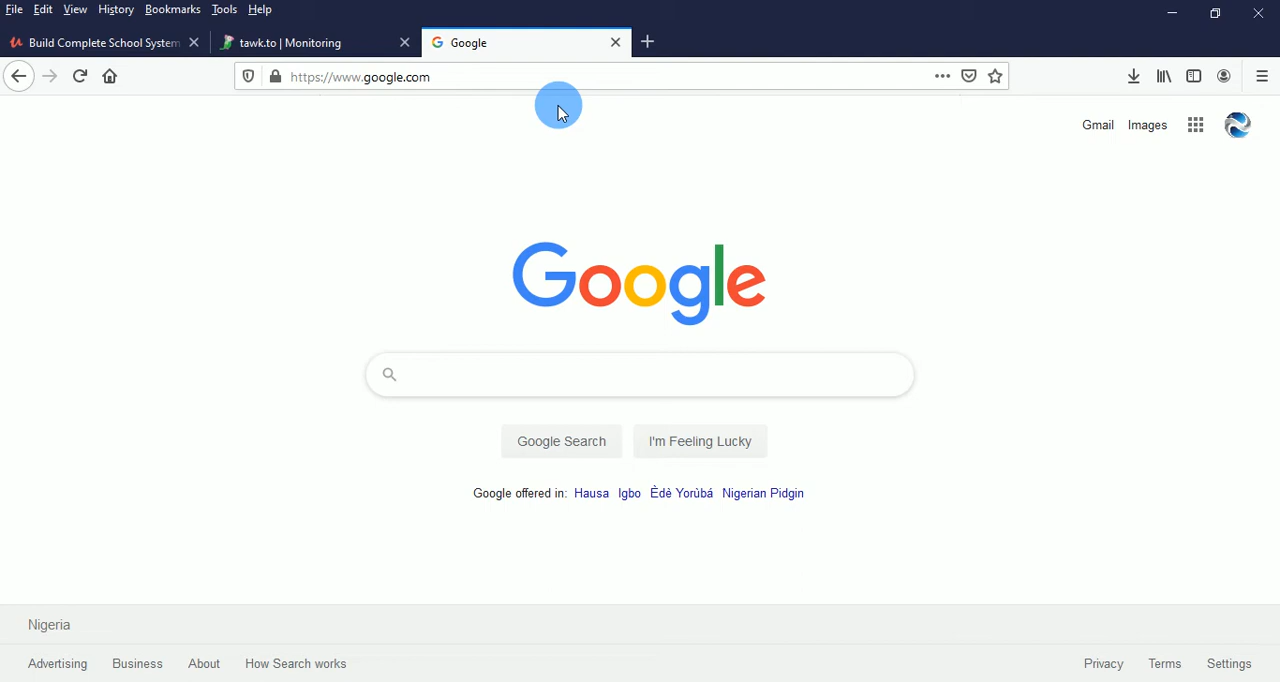 File Edit View History Bookmarks Tools Help
Build Complete School System
tawk.to | Monitoring
Google
https://www.google.com
Gmail Images
Google
Google Search I'm Feeling Lucky
Google offered in: Hausa Igbo Èdè Yorùbá Nigerian Pidgin
Nigeria
Advertising Business About How Search works Privacy Terms Settings